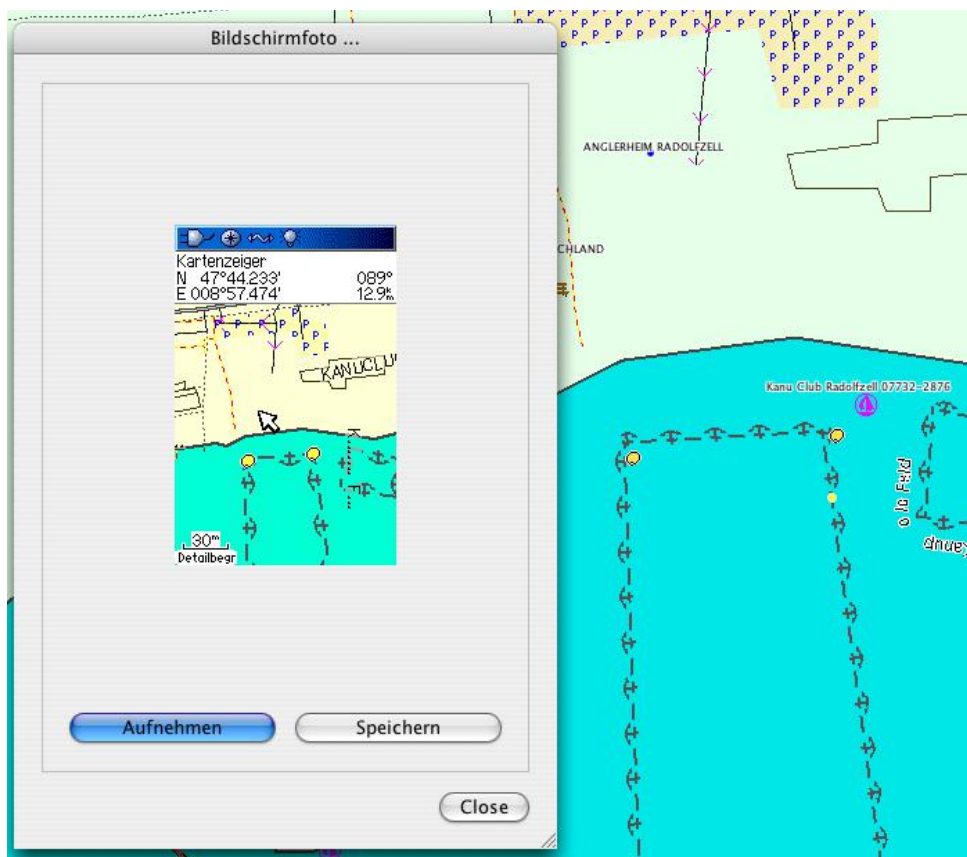 Bildschirmfoto ...
Kartenzeiger
N 47°44.233' 089°
E 008°57.474' 12.9km
30m
Detailbegr
Aufnehmen
Speichern
Close
ANGLERHEIM RADOLFZELL
CHLAND
Kanu Club Radolfzell 07732-2876